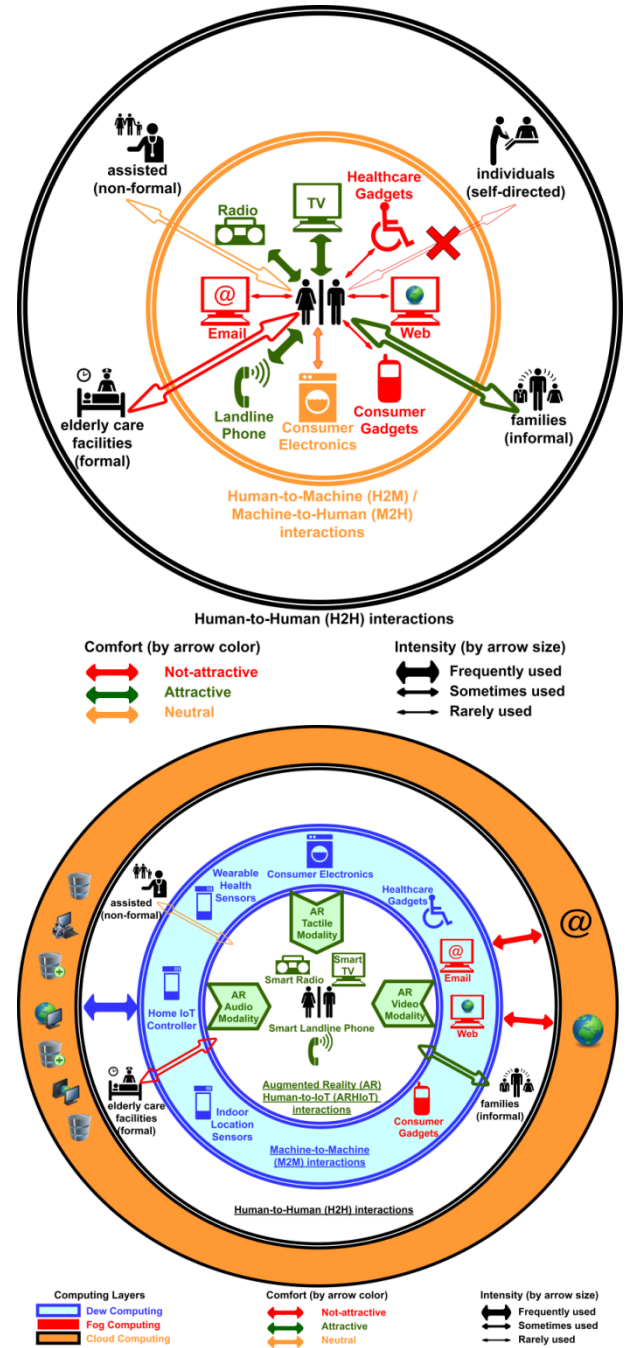 assisted
(non-formal)
individuals
(self-directed)
Radio
TV
Healthcare
Gadgets
@
Email
Web
Landline
Phone
Consumer
Electronics
Consumer
Gadgets
elderly care
facilities
(formal)
families
(informal)
Human-to-Machine (H2M) /
Machine-to-Human (M2H)
interactions
Human-to-Human (H2H) interactions
Comfort (by arrow color)
Not-attractive
Attractive
Neutral
Intensity (by arrow size)
Frequently used
Sometimes used
Rarely used
Consumer Electronics
Wearable
Health
Sensors
assisted
(non-formal)
Healthcare
Gadgets
AR
Tactile
Modality
Smart Radio
Smart
TV
@
Email
@
AR
Audio
Modality
AR
Video
Modality
Home IoT
Controller
Web
Smart Landline Phone
elderly care
facilities
(formal)
families
(informal)
Augmented Reality (AR)
Human-to-IoT (ARHIoT)
interactions
Indoor
Location
Sensors
Consumer
Gadgets
Machine-to-Machine
(M2M) interactions
Human-to-Human (H2H) interactions
Computing Layers
Dew Computing
Fog Computing
Cloud Computing
Comfort (by arrow color)
Not-attractive
Attractive
Neutral
Intensity (by arrow size)
Frequently used
Sometimes used
Rarely used